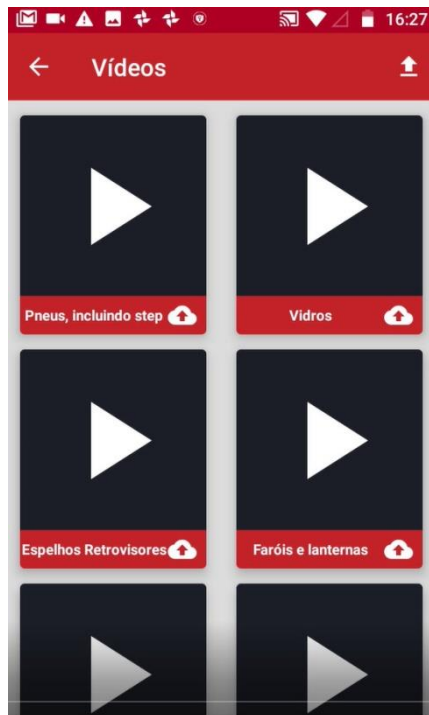 16:27
Vídeos
Pneus, incluindo step
Vidros
Espelhos Retrovisores
Faróis e lanternas